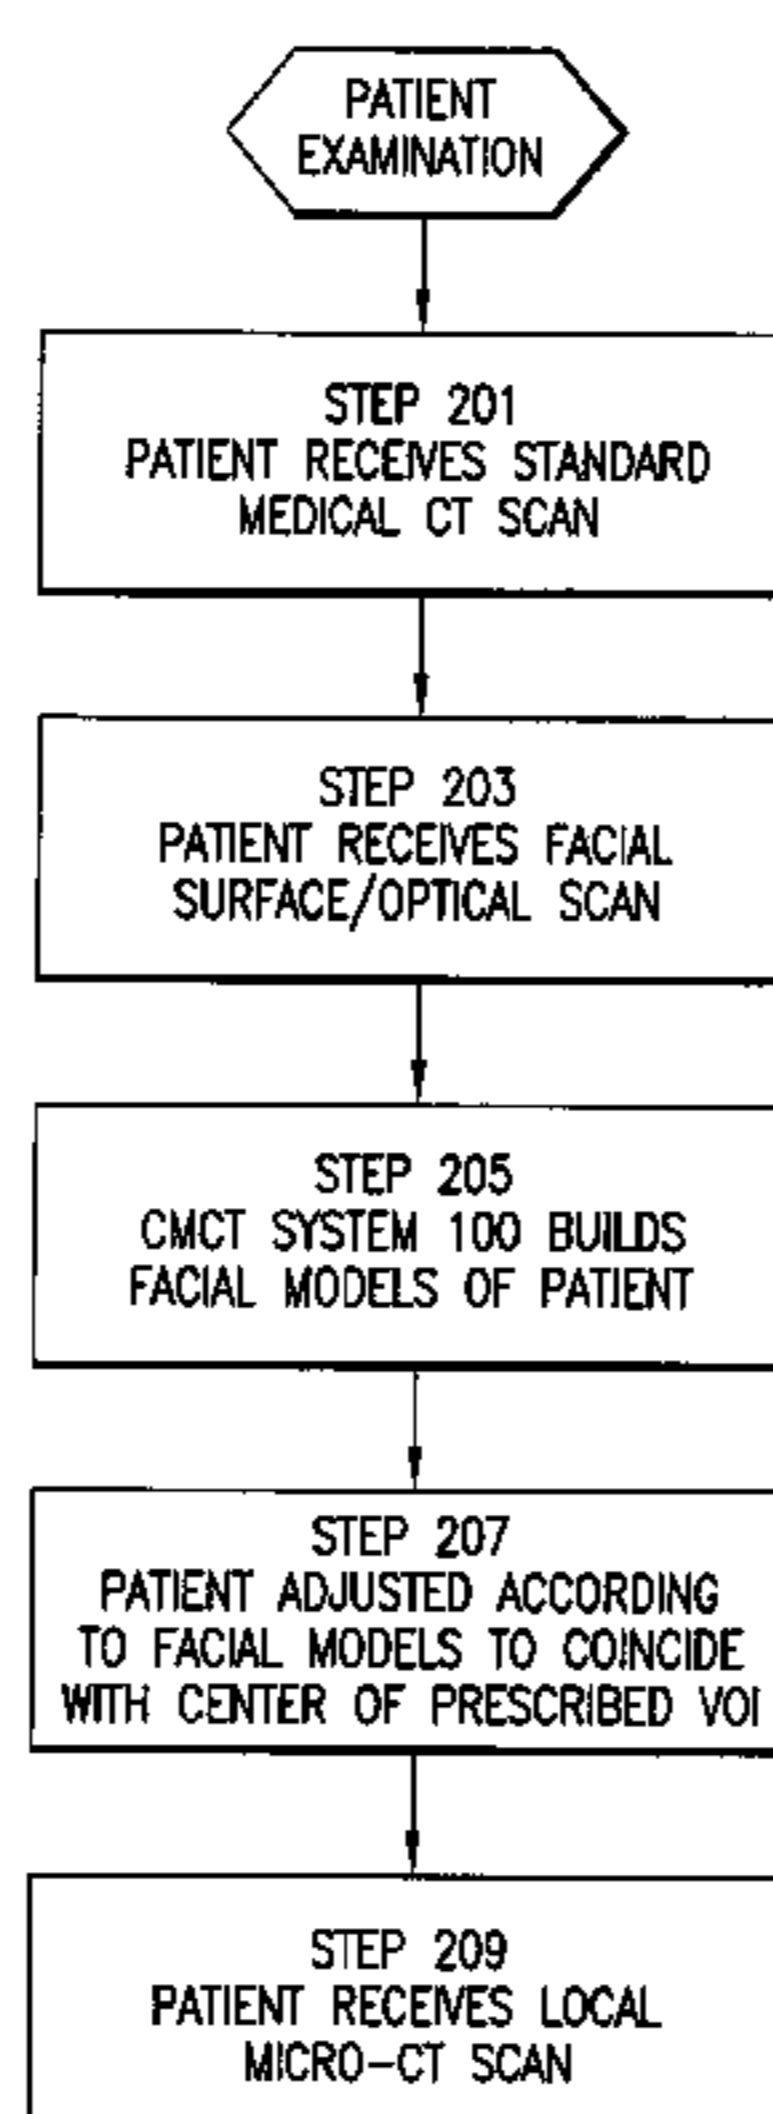 PATIENT
EXAMINATION
STEP 201
PATIENT RECEIVES STANDARD
MEDICAL CT SCAN
STEP 203
PATIENT RECEIVES FACIAL
SURFACE/OPTICAL SCAN
STEP 205
CMCT SYSTEM 100 BUILDS
FACIAL MODELS OF PATIENT
STEP 207
PATIENT ADJUSTED ACCORDING
TO FACIAL MODELS TO COINCIDE
WITH CENTER OF PRESCRIBED VOI
STEP 209
PATIENT RECEIVES LOCAL
MICRO-CT SCAN